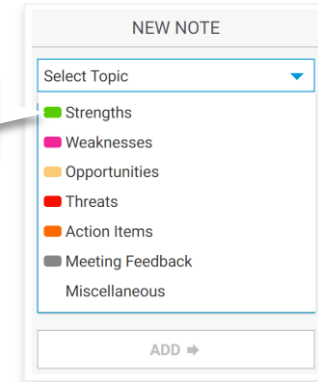 NEW NOTE
Select Topic
Strengths
Weaknesses
Opportunities
Threats
Action Items
Meeting Feedback
Miscellaneous
ADD